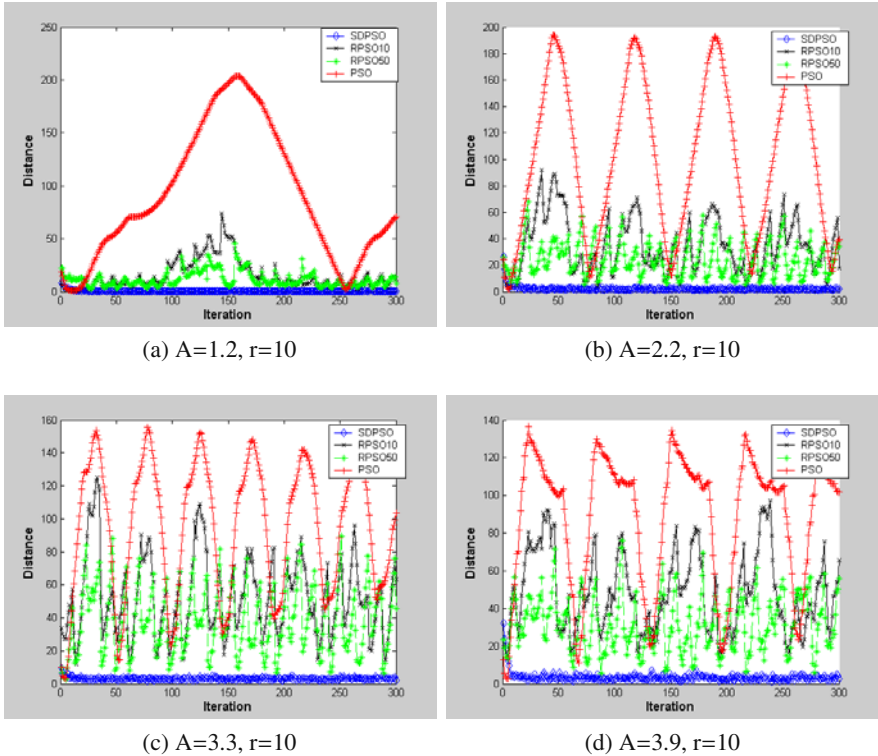 250
200
150
100
50
0
Distance
0 50 100 150 200 250 300
Iteration
SDPSO
RPSO10
RPSO50
PSO
(a) A=1.2, r=10
200
180
160
140
120
100
80
60
40
20
0
Distance
0 50 100 150 200 250 300
Iteration
SDPSO
RPSO10
RPSO50
PSO
(b) A=2.2, r=10
160
140
120
100
80
60
40
20
0
Distance
0 50 100 150 200 250 300
Iteration
SDPSO
RPSO10
RPSO50
PSO
(c) A=3.3, r=10
140
120
100
80
60
40
20
0
Distance
0 50 100 150 200 250 300
Iteration
SDPSO
RPSO10
RPSO50
PSO
(d) A=3.9, r=10